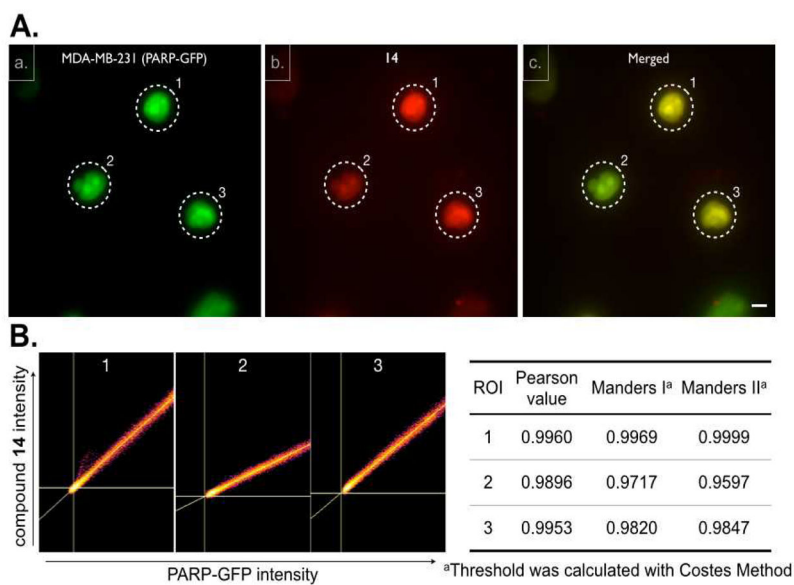 A.
a. MDA-MB-231 (PARP-GFP)
1
2
3
b. 14
1
2
3
c. Merged
1
2
3
B.
compound 14 intensity
1 2 3
PARP-GFP intensity
ROI Pearson value Manders Iᵃ Manders IIᵃ
1 0.9960 0.9969 0.9999
2 0.9896 0.9717 0.9597
3 0.9953 0.9820 0.9847
ᵃThreshold was calculated with Costes Method